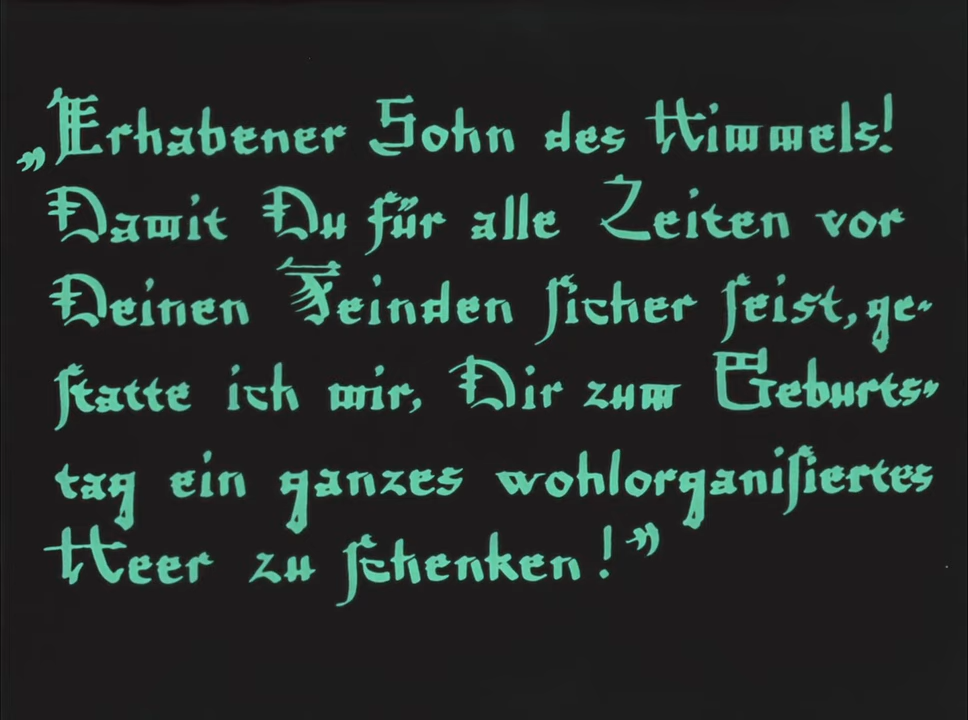 „Erhabener Sohn des Himmels!
Damit Du für alle Zeiten vor
Deinen Feinden ſicher ſeist, ge-
ſtatte ich mir, Dir zum Geburts-
tag ein ganzes wohlorganiſiertes
Heer zu ſchenken!”